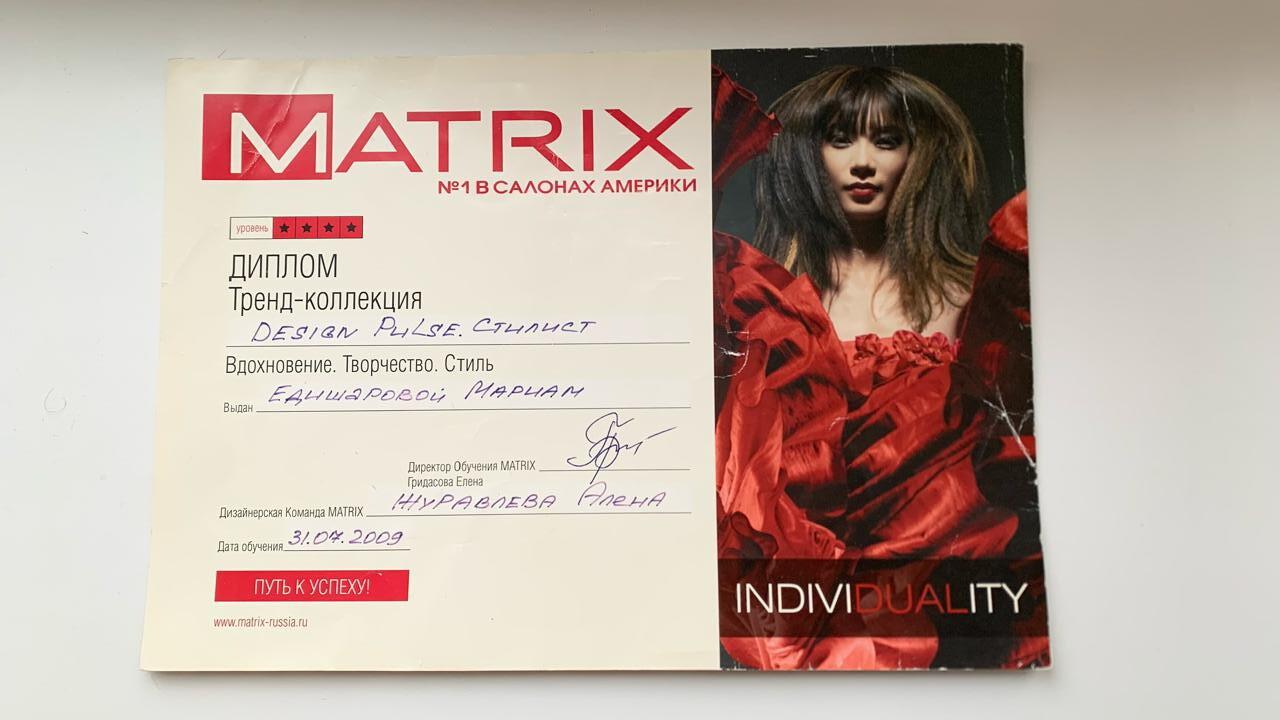 MATRIX
№1 В САЛОНАХ АМЕРИКИ
уровень
ДИПЛОМ
Тренд-коллекция
DESIGN PULSE. СТИЛИСТ
Вдохновение. Творчество. Стиль
Выдан ЕДИШАРОВОЙ МАРИАМ
Директор Обучения MATRIX
Гридасова Елена
Дизайнерская Команда MATRIX ЖУРАВЛЕВА АЛЕНА
Дата обучения 31.07.2009
ПУТЬ К УСПЕХУ!
www.matrix-russia.ru
INDIVIDUALITY